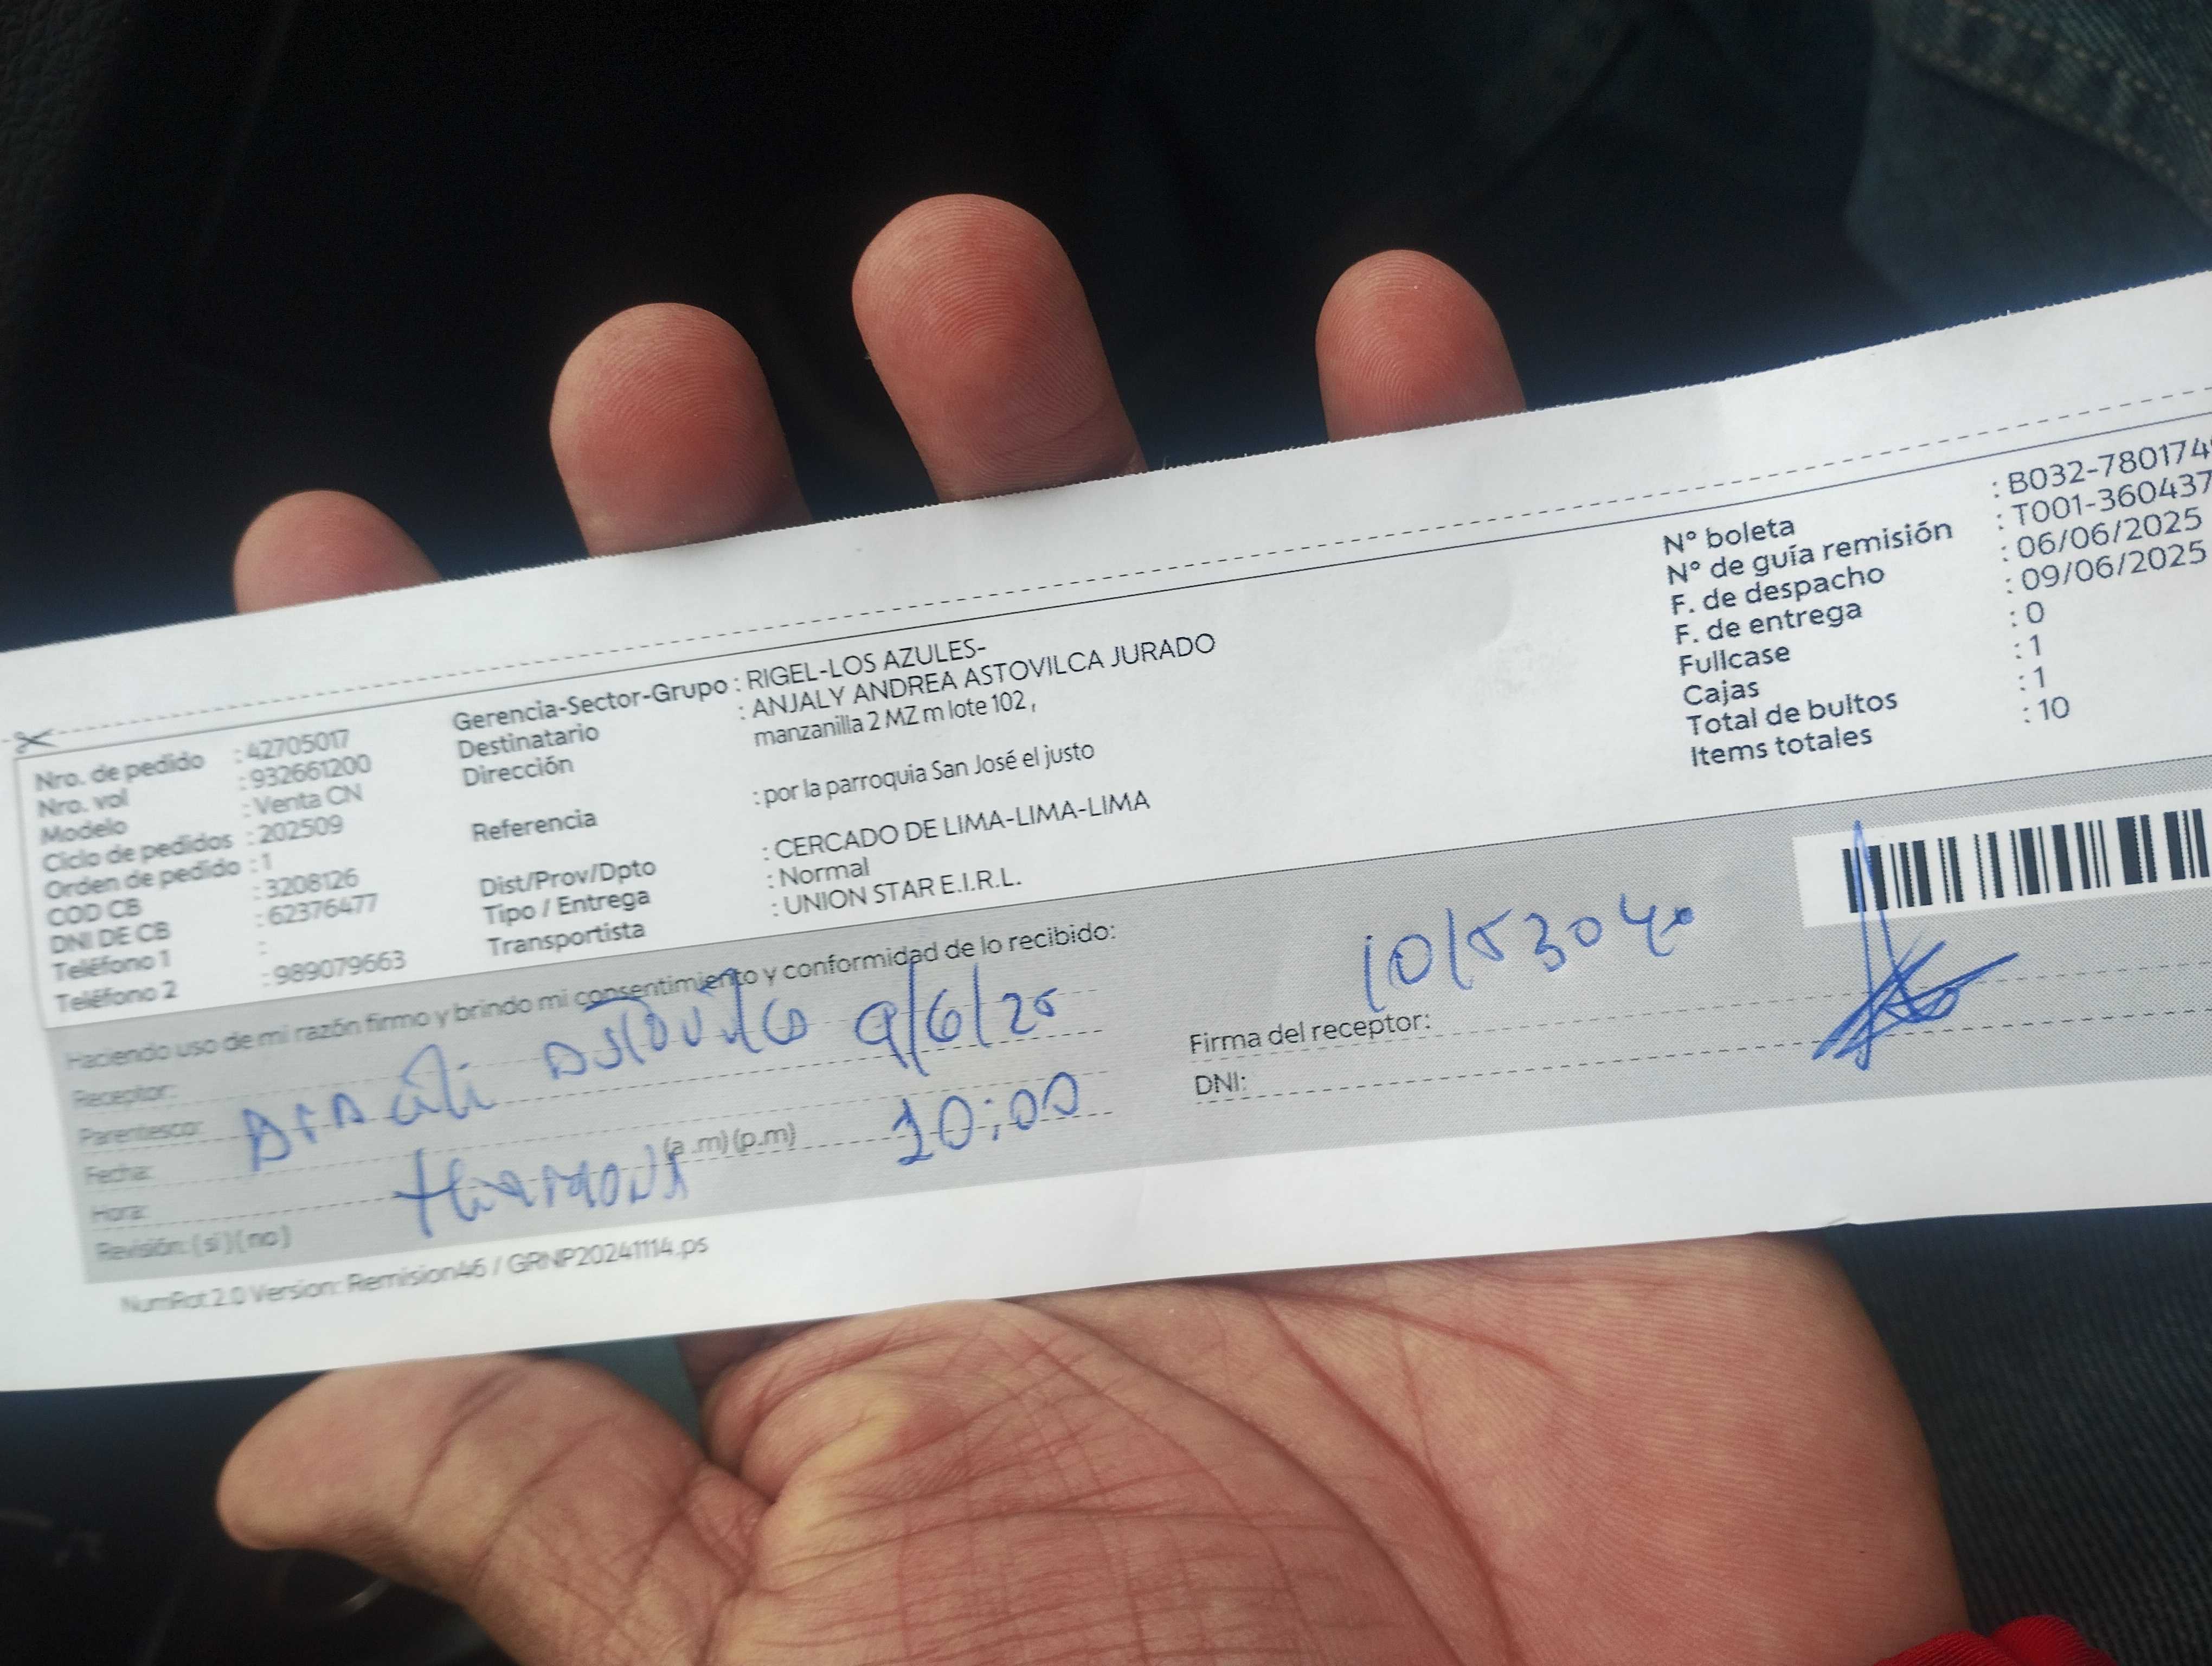 Nro. de pedido : 42705017
Nro. vol : 932661200
Modelo : Venta CN
Ciclo de pedidos : 202509
Orden de pedido : 1
COD CB : 3208126
DNI DE CB : 62376477
Teléfono 1 :
Teléfono 2 : 989079663
Gerencia-Sector-Grupo : RIGEL-LOS AZULES-
Destinatario : ANJALY ANDREA ASTOVILCA JURADO
Dirección manzanilla 2 MZ m lote 102 ,
Referencia : por la parroquia San José el justo
Dist/Prov/Dpto : CERCADO DE LIMA-LIMA-LIMA
Tipo / Entrega : Normal
Transportista : UNION STAR E.I.R.L.
N° boleta : B032-780174
N° de guía remisión : T001-360437
F. de despacho : 06/06/2025
F. de entrega : 09/06/2025
Fullcase : 0
Cajas : 1
Total de bultos : 1
Items totales : 10
Haciendo uso de mi razón firmo y brindo mi consentimiento y conformidad de lo recibido:
Receptor:
Parentesco:
Fecha: 9/6/25
Hora: (a .m) (p.m) 10:00
Revisión: ( si ) ( no )
Firma del receptor:
DNI:
NumRot 2.0 Version: Remision46 / GRNP20241114.ps